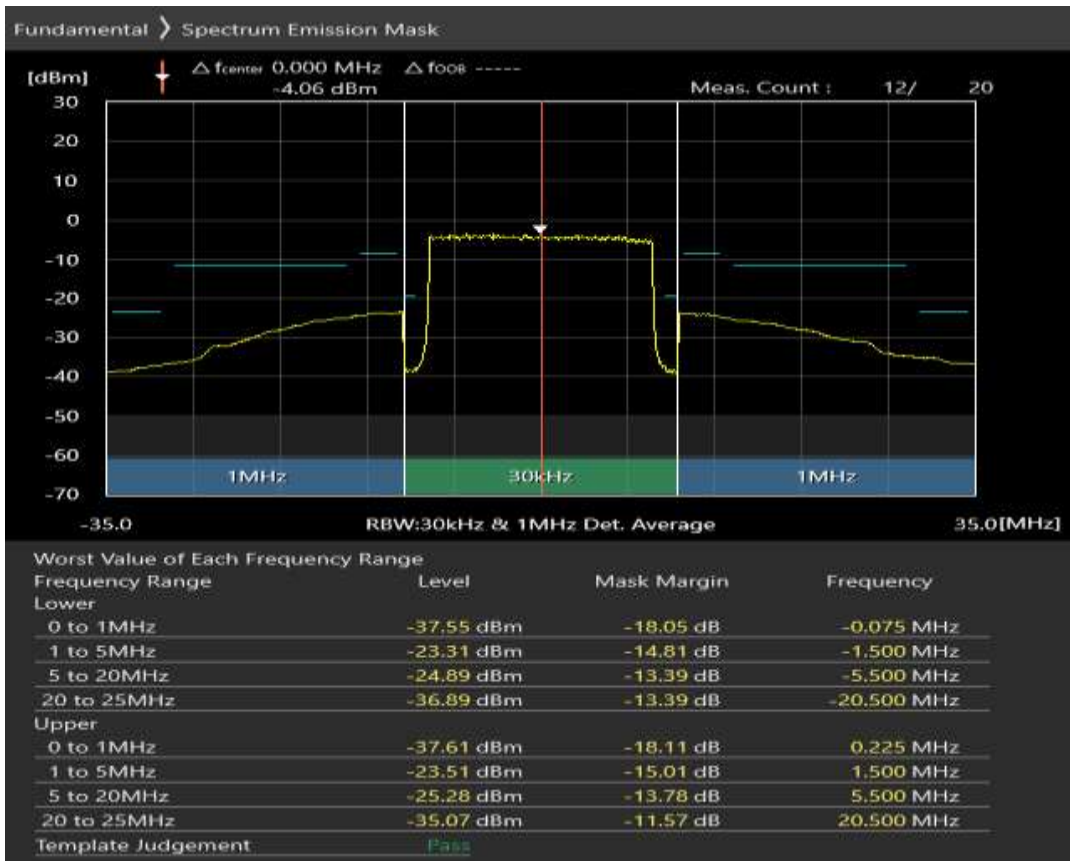 Fundamental 〉 Spectrum Emission Mask
[dBm] △ fcenter 0.000 MHz △ fOOB -----
-4.06 dBm Meas. Count : 12/ 20
30
20
10
0
-10
-20
-30
-40
-50
-60
1MHz 30kHz 1MHz
-70
-35.0 RBW:30kHz & 1MHz Det. Average 35.0[MHz]
Worst Value of Each Frequency Range
Frequency Range Level Mask Margin Frequency
Lower
0 to 1MHz -37.55 dBm -18.05 dB -0.075 MHz
1 to 5MHz -23.31 dBm -14.81 dB -1.500 MHz
5 to 20MHz -24.89 dBm -13.39 dB -5.500 MHz
20 to 25MHz -36.89 dBm -13.39 dB -20.500 MHz
Upper
0 to 1MHz -37.61 dBm -18.11 dB 0.225 MHz
1 to 5MHz -23.51 dBm -15.01 dB 1.500 MHz
5 to 20MHz -25.28 dBm -13.78 dB 5.500 MHz
20 to 25MHz -35.07 dBm -11.57 dB 20.500 MHz
Template Judgement Pass